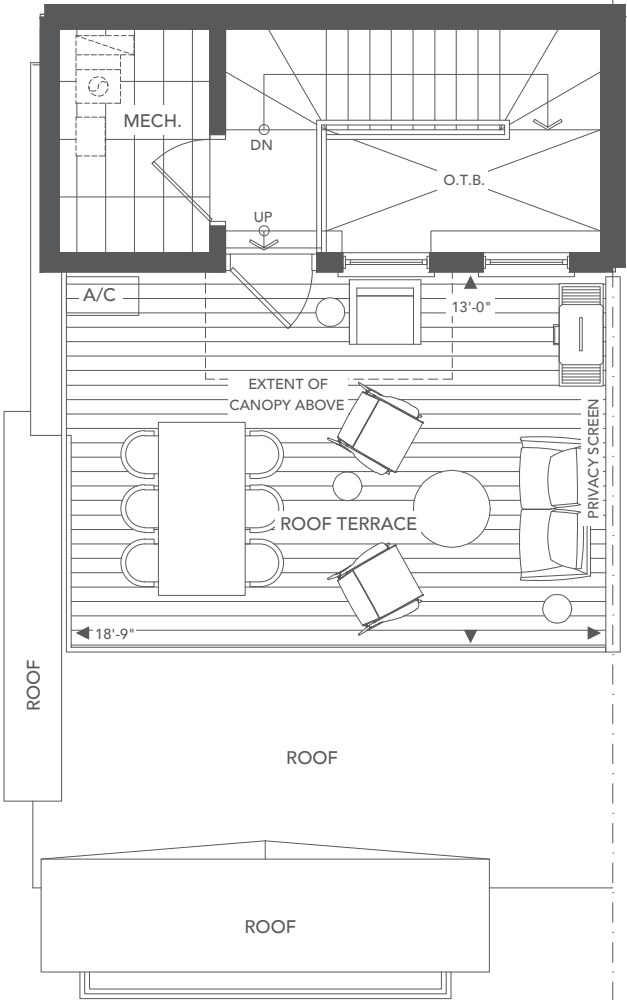 MECH.
DN
O.T.B.
UP
A/C
13'-0"
EXTENT OF
CANOPY ABOVE
PRIVACY SCREEN
ROOF TERRACE
18'-9"
ROOF
ROOF
ROOF